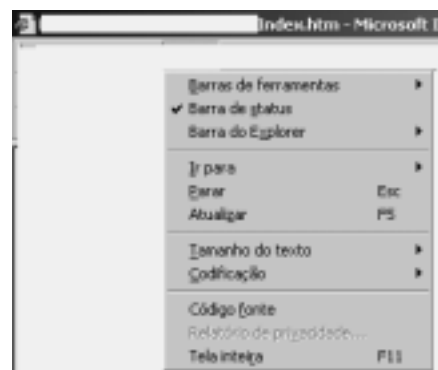 Index.htm - Microsoft I
Barras de ferramentas
Barra de status
Barra do Explorer
Ir para
Parar Esc
Atualizar F5
Tamanho do texto
Codificação
Código fonte
Relatório de privacidade...
Tela inteira F11